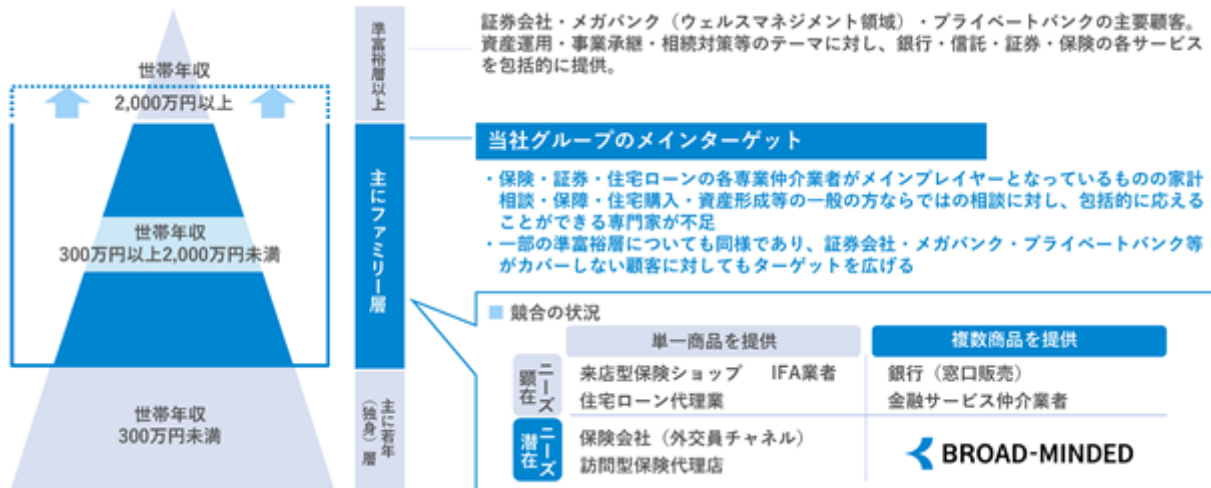 世帯年収
2,000万円以上
世帯年収
300万円以上2,000万円未満
世帯年収
300万円未満
準富裕層以上
主にファミリー層
主に若年
（独身）層
証券会社・メガバンク（ウェルスマネジメント領域）・プライベートバンクの主要顧客。
資産運用・事業承継・相続対策等のテーマに対し、銀行・信託・証券・保険の各サービス
を包括的に提供。
当社グループのメインターゲット
・保険・証券・住宅ローンの各専業仲介業者がメインプレイヤーとなっているものの家計
相談・保障・住宅購入・資産形成等の一般の方ならではの相談に対し、包括的に応える
ことができる専門家が不足
・一部の準富裕層についても同様であり、証券会社・メガバンク・プライベートバンク等
がカバーしない顧客に対してもターゲットを広げる
■ 競合の状況
単一商品を提供
複数商品を提供
ニーズ
顕在
来店型保険ショップ IFA業者
住宅ローン代理業
銀行（窓口販売）
金融サービス仲介業者
ニーズ
潜在
保険会社（外交員チャネル）
訪問型保険代理店
BROAD-MINDED